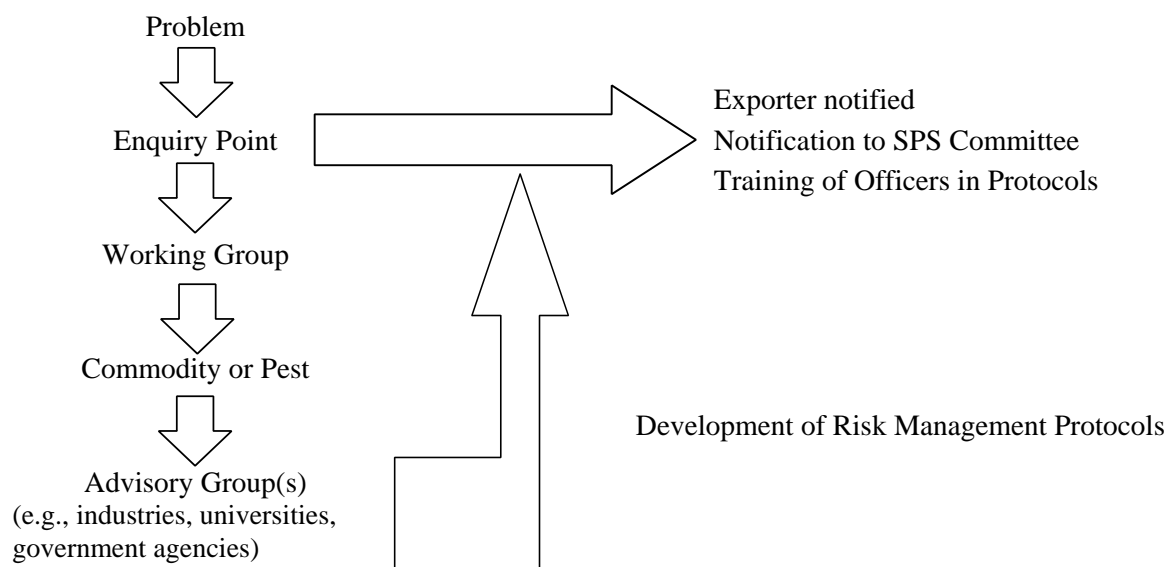 Problem
Enquiry Point
Working Group
Commodity or Pest
Advisory Group(s)
(e.g., industries, universities,
government agencies)
Exporter notified
Notification to SPS Committee
Training of Officers in Protocols
Development of Risk Management Protocols